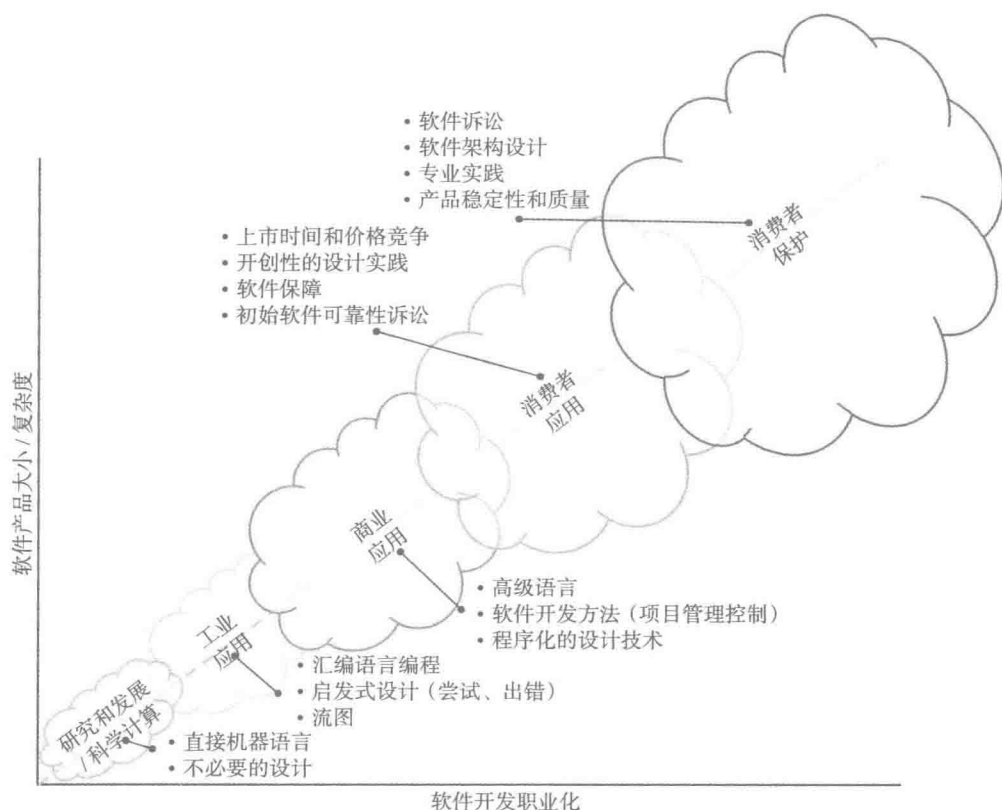 • 软件诉讼
• 软件架构设计
• 专业实践
• 产品稳定性和质量
消费者
保护
• 上市时间和价格竞争
• 开创性的设计实践
• 软件保障
• 初始软件可靠性诉讼
消费者
应用
软件产品大小/复杂度
商业
应用
• 高级语言
• 软件开发方法（项目管理控制）
• 程序化的设计技术
工业
应用
• 汇编语言编程
• 启发式设计（尝试、出错）
• 流图
研究和发展
/科学计算
• 直接机器语言
• 不必要的设计
软件开发职业化